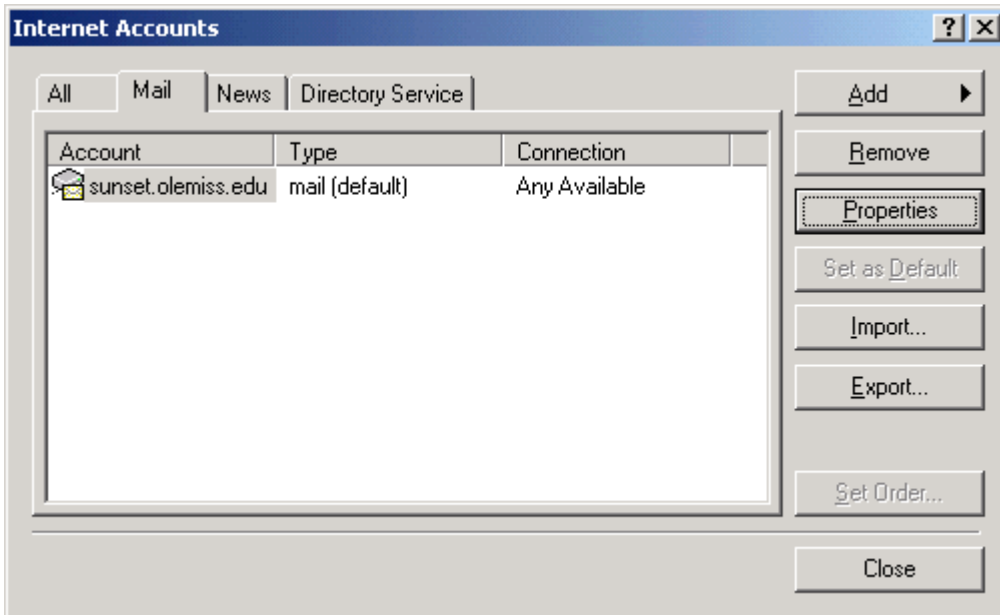 Internet Accounts
All Mail News Directory Service
Account Type Connection
sunset.olemiss.edu mail (default) Any Available
Add
Remove
Properties
Set as Default
Import...
Export...
Set Order...
Close